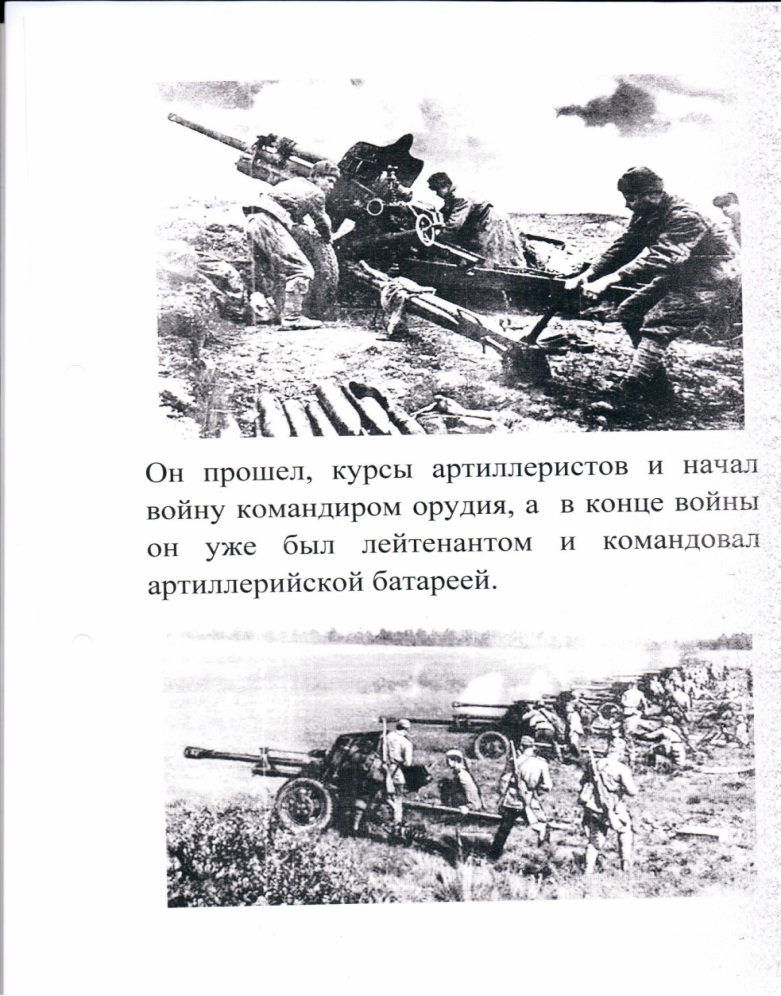 Он прошел, курсы артиллеристов и начал
войну командиром орудия, а в конце войны
он уже был лейтенантом и командовал
артиллерийской батареей.